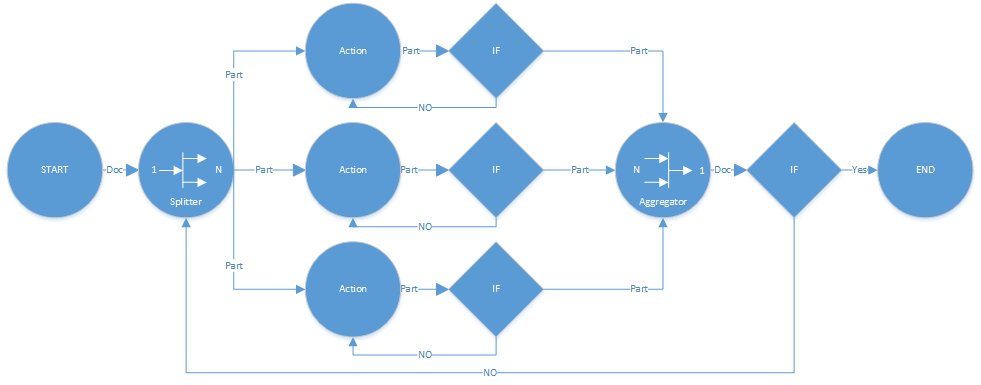 Action
Part
IF
Part
Part
NO
START
Doc
1
N
Splitter
Part
Action
Part
IF
Part
N
1
Aggregator
Doc
IF
Yes
END
NO
Part
Action
Part
IF
Part
NO
NO